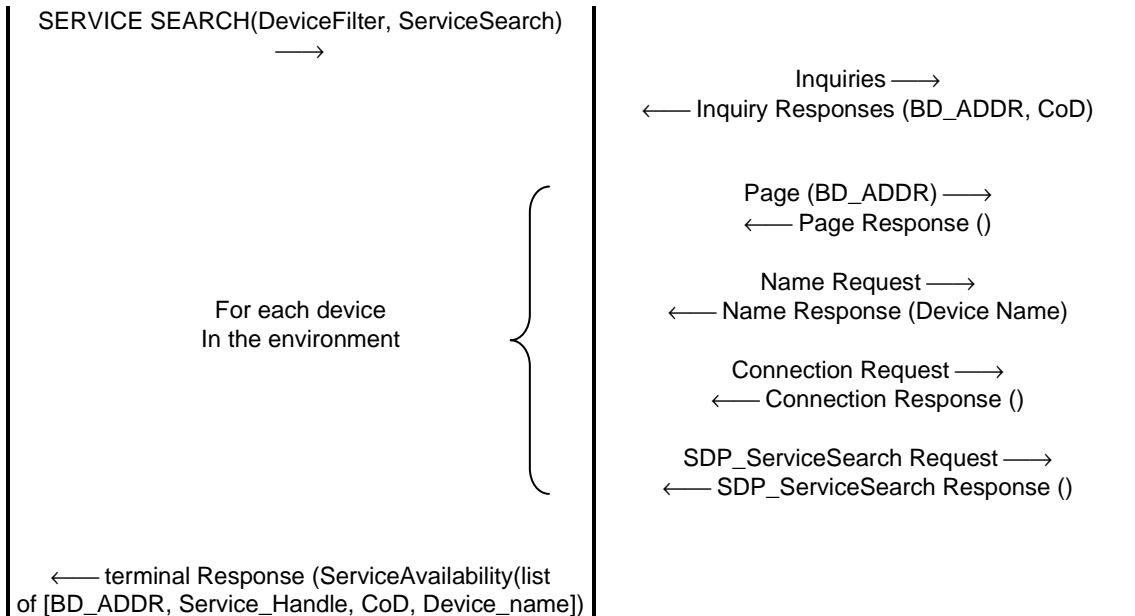 SERVICE SEARCH(DeviceFilter, ServiceSearch)
⟶
Inquiries ⟶
⟵ Inquiry Responses (BD_ADDR, CoD)
Page (BD_ADDR) ⟶
⟵ Page Response ()
Name Request ⟶
⟵ Name Response (Device Name)
For each device
In the environment
Connection Request ⟶
⟵ Connection Response ()
SDP_ServiceSearch Request ⟶
⟵ SDP_ServiceSearch Response ()
⟵ terminal Response (ServiceAvailability(list
of [BD_ADDR, Service_Handle, CoD, Device_name])